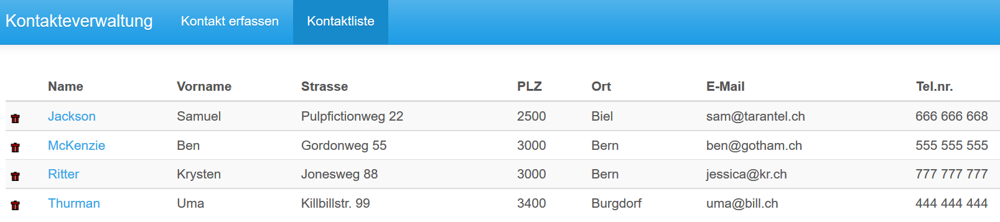 Kontakteverwaltung Kontakt erfassen Kontaktliste
Name Vorname Strasse PLZ Ort E-Mail Tel.nr.
Jackson Samuel Pulpfictionweg 22 2500 Biel sam@tarantel.ch 666 666 668
McKenzie Ben Gordonweg 55 3000 Bern ben@gotham.ch 555 555 555
Ritter Krysten Jonesweg 88 3000 Bern jessica@kr.ch 777 777 777
Thurman Uma Killbillstr. 99 3400 Burgdorf uma@bill.ch 444 444 444